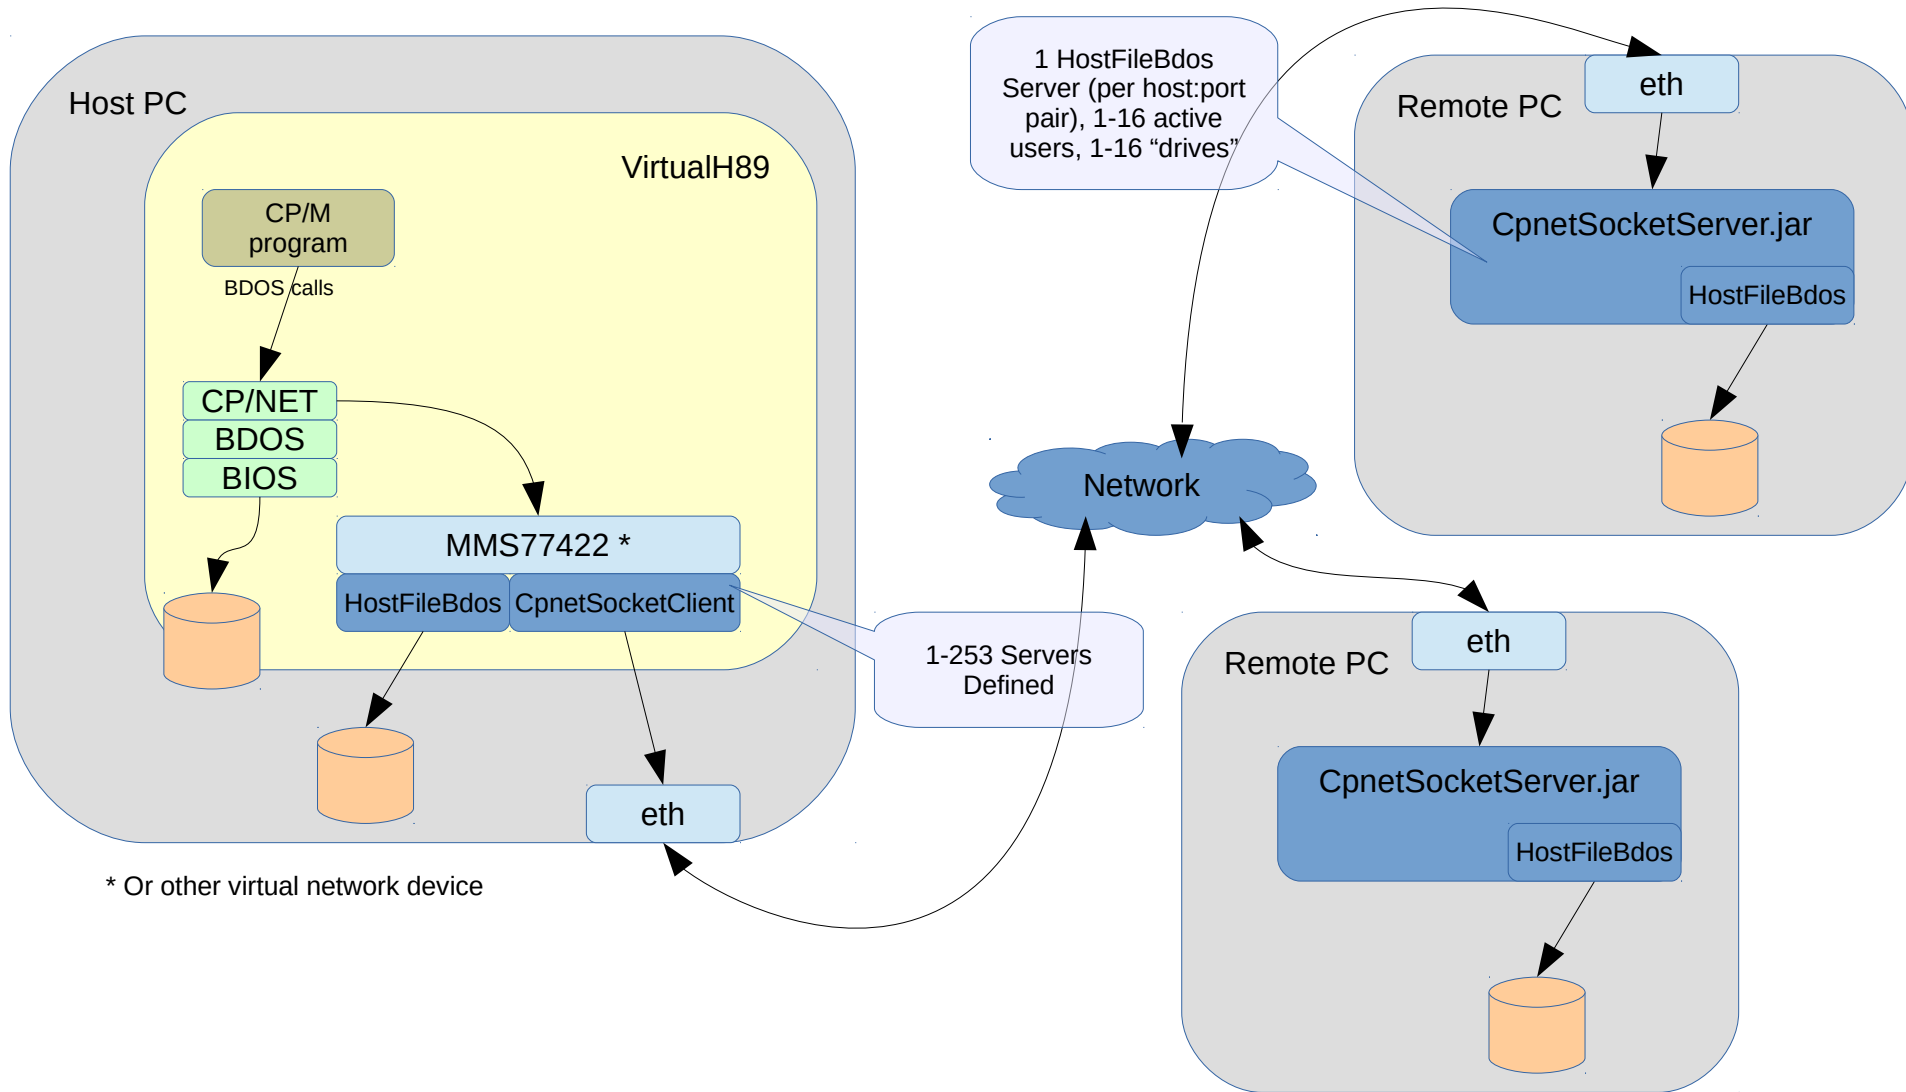 Host PC
VirtualH89
CP/M
program
BDOS calls
CP/NET
BDOS
BIOS
MMS77422 *
HostFileBdos
CpnetSocketClient
1-253 Servers
Defined
eth
* Or other virtual network device
1 HostFileBdos
Server (per host:port
pair), 1-16 active
users, 1-16 “drives”
Network
eth
Remote PC
CpnetSocketServer.jar
HostFileBdos
eth
Remote PC
CpnetSocketServer.jar
HostFileBdos